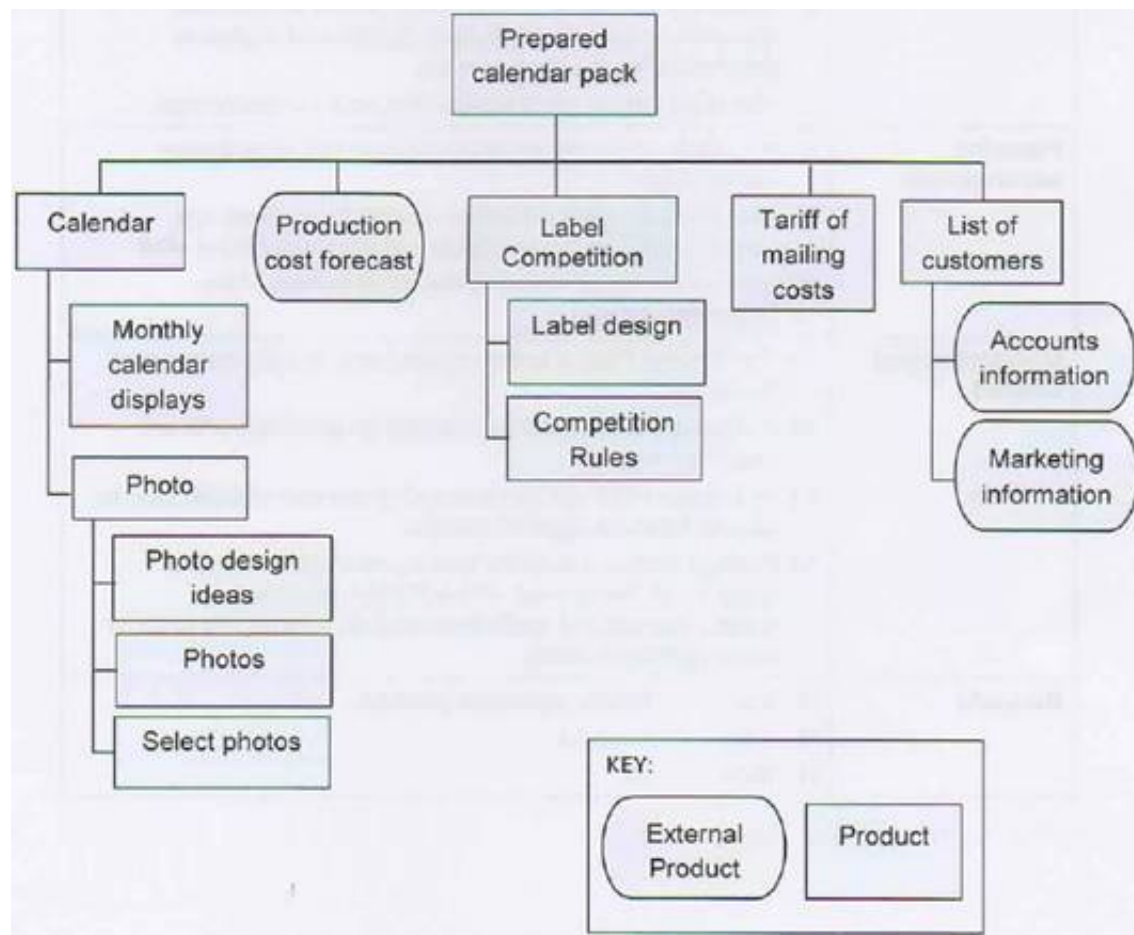 Prepared
calendar pack
Calendar
Production
cost forecast
Label
Competition
Tariff of
mailing
costs
List of
customers
Monthly
calendar
displays
Label design
Accounts
information
Competition
Rules
Marketing
information
Photo
Photo design
ideas
Photos
Select photos
KEY:
External
Product
Product